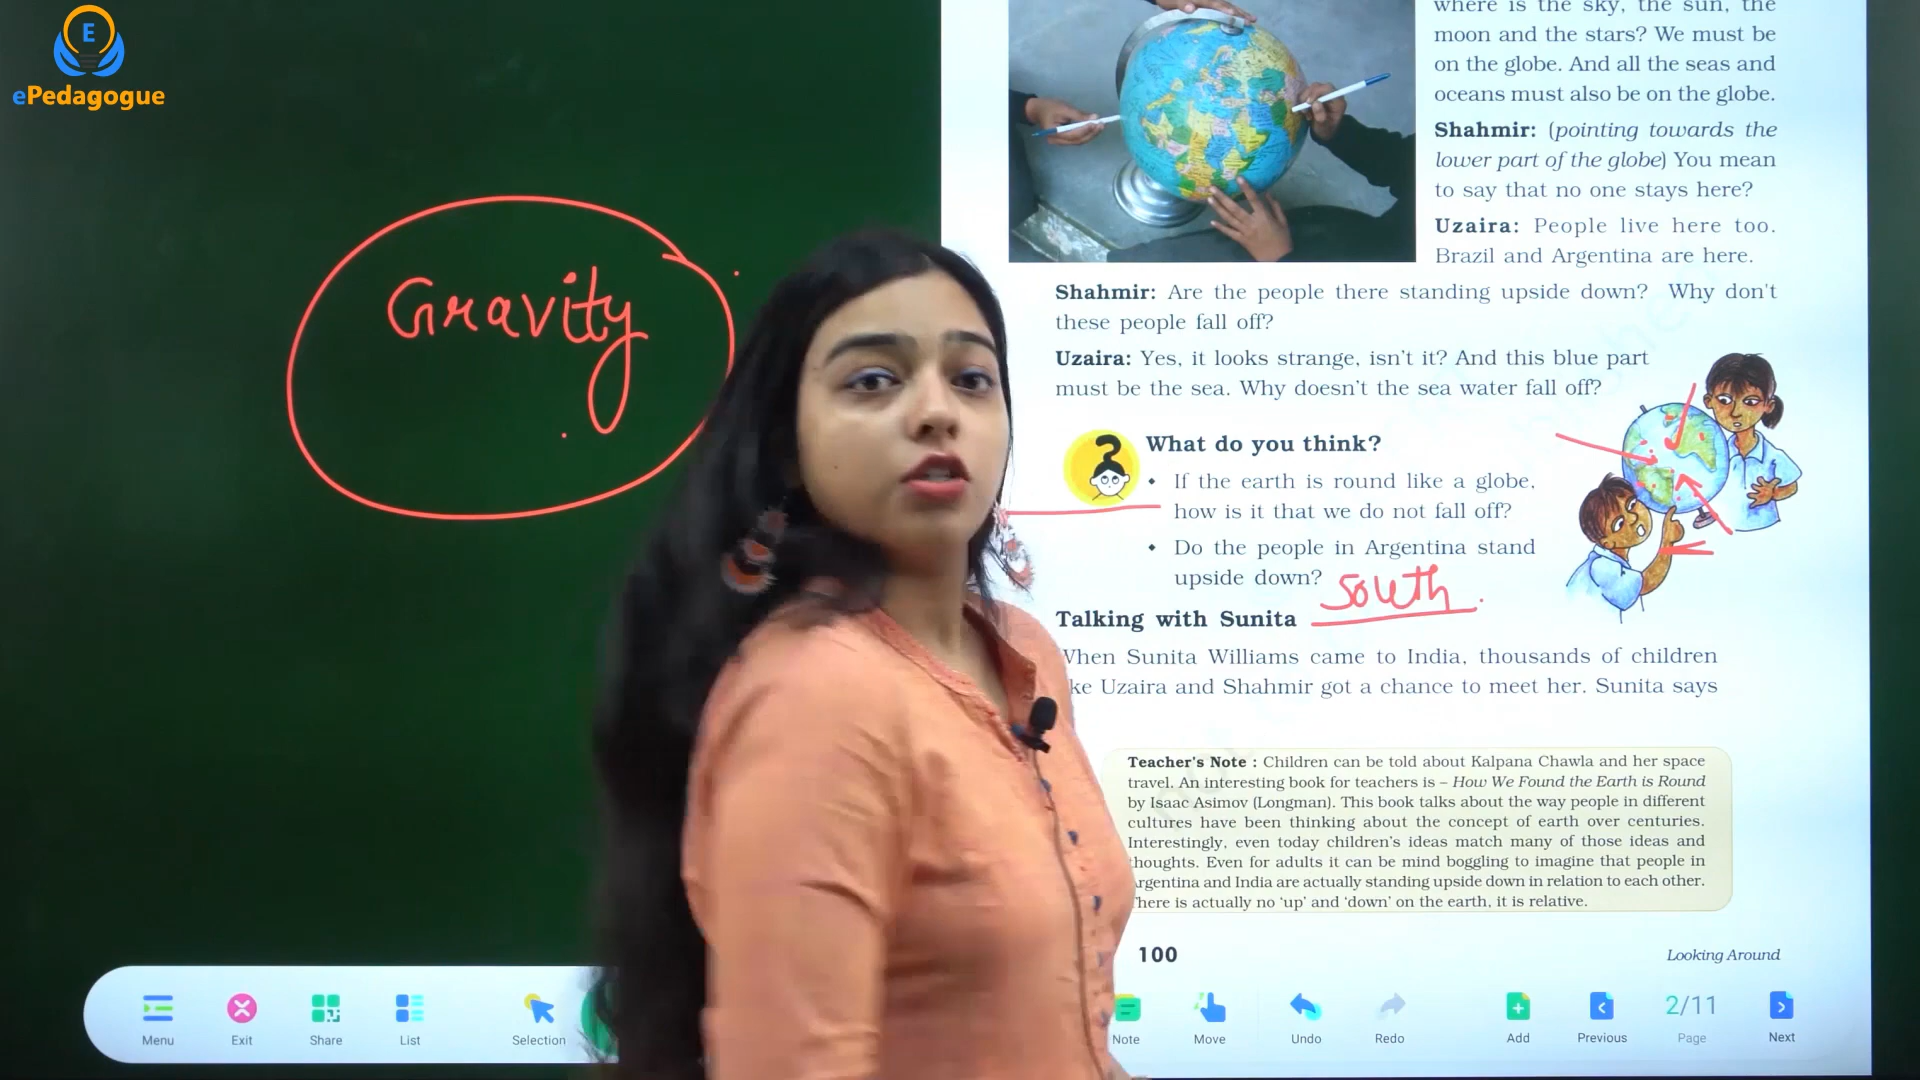 E
ePedagogue
Gravity
where is the sky, the sun, the
moon and the stars? We must be
on the globe. And all the seas and
oceans must also be on the globe.
Shahmir: (pointing towards the
lower part of the globe) You mean
to say that no one stays here?
Uzaira: People live here too.
Brazil and Argentina are here.
Shahmir: Are the people there standing upside down? Why don't
these people fall off?
Uzaira: Yes, it looks strange, isn't it? And this blue part
must be the sea. Why doesn't the sea water fall off?
What do you think?
• If the earth is round like a globe,
how is it that we do not fall off?
• Do the people in Argentina stand
upside down?
south
Talking with Sunita
When Sunita Williams came to India, thousands of children
ke Uzaira and Shahmir got a chance to meet her. Sunita says
Teacher's Note : Children can be told about Kalpana Chawla and her space
travel. An interesting book for teachers is – How We Found the Earth is Round
by Isaac Asimov (Longman). This book talks about the way people in different
cultures have been thinking about the concept of earth over centuries.
Interestingly, even today children's ideas match many of those ideas and
thoughts. Even for adults it can be mind boggling to imagine that people in
Argentina and India are actually standing upside down in relation to each other.
There is actually no 'up' and 'down' on the earth, it is relative.
100
Looking Around
Menu
Exit
Share
List
Selection
Note
Move
Undo
Redo
Add
Previous
2/11
Page
Next